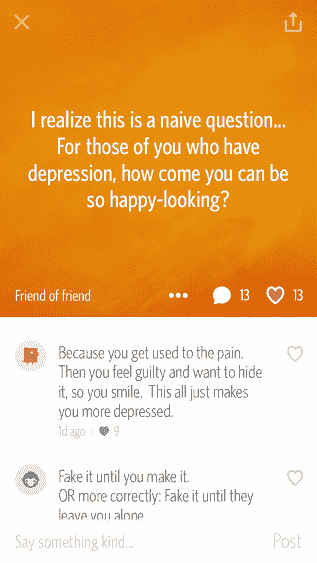 I realize this is a naive question...
For those of you who have
depression, how come you can be
so happy-looking?
Friend of friend
13
13
Because you get used to the pain.
Then you feel guilty and want to hide
it, so you smile.  This all just makes
you more depressed.
1d ago · 9
Fake it until you make it.
OR more correctly: Fake it until they
leave you alone
Say something kind...
Post